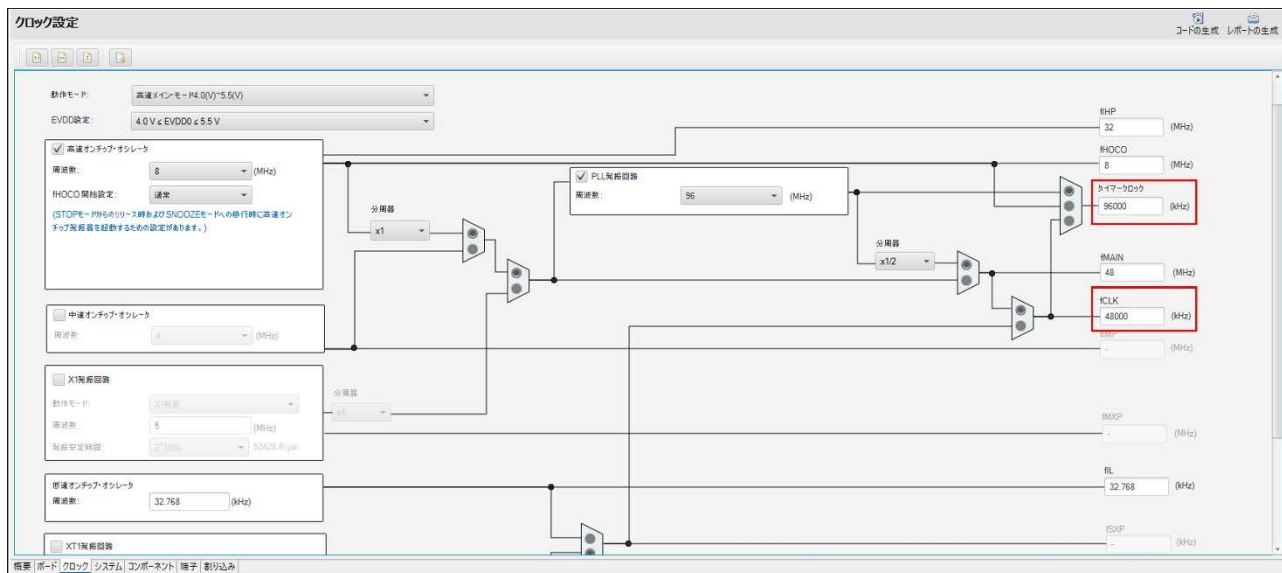 クロック設定
コードの生成 レポートの生成
動作モード: 高速メイン・モード4.0(V)~5.5(V)
EVDD設定: 4.0 V ≤ EVDD0 ≤ 5.5 V
fIHP
32 (MHz)
高速オンチップ・オシレータ
fHOCO
周波数: 8 (MHz)
8 (MHz)
PLL発振回路
周波数: 96 (MHz)
fHOCO開始設定: 通常
タイマークロック
96000 (kHz)
(STOPモードからのリリース時およびSNOOZEモードへの移行時に高速オン
チップ発振器を起動するための設定があります。)
分周器
x1
分周器
x1/2
fMAIN
48 (MHz)
fCLK
48000 (kHz)
中速オンチップ・オシレータ
周波数: 4 (MHz)
fIMP
- (MHz)
X1発振回路
分周器
x1
動作モード: X1発振
周波数: 5 (MHz)
fMXP
- (MHz)
発振安定時間:
低速オンチップ・オシレータ
fIL
周波数: 32.768 (kHz)
32.768 (kHz)
fSXP
- (kHz)
XT1発振回路
概要 ボード クロック システム コンポーネント 端子 割り込み